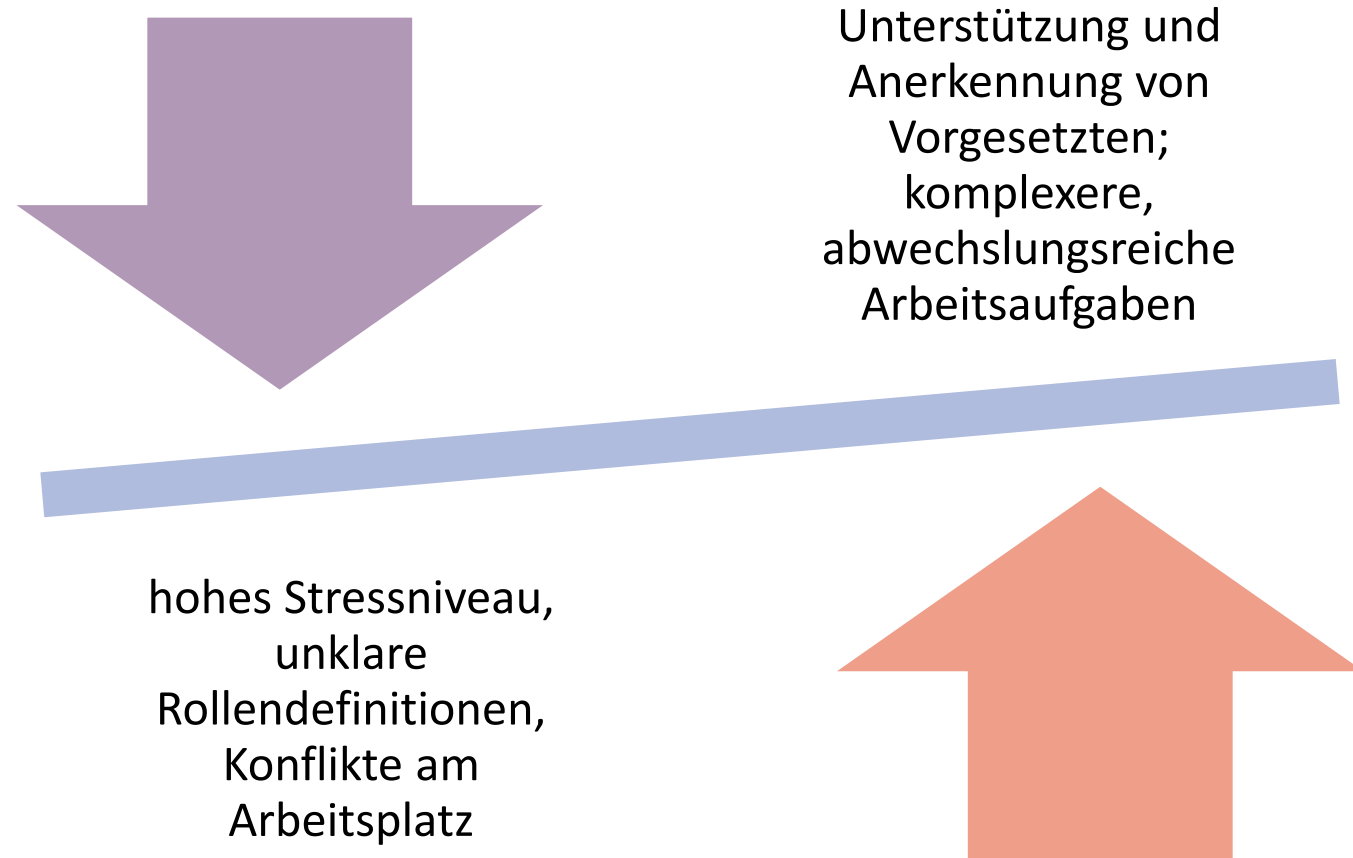 Unterstützung und
Anerkennung von
Vorgesetzten;
komplexere,
abwechslungsreiche
Arbeitsaufgaben
hohes Stressniveau,
unklare
Rollendefinitionen,
Konflikte am
Arbeitsplatz